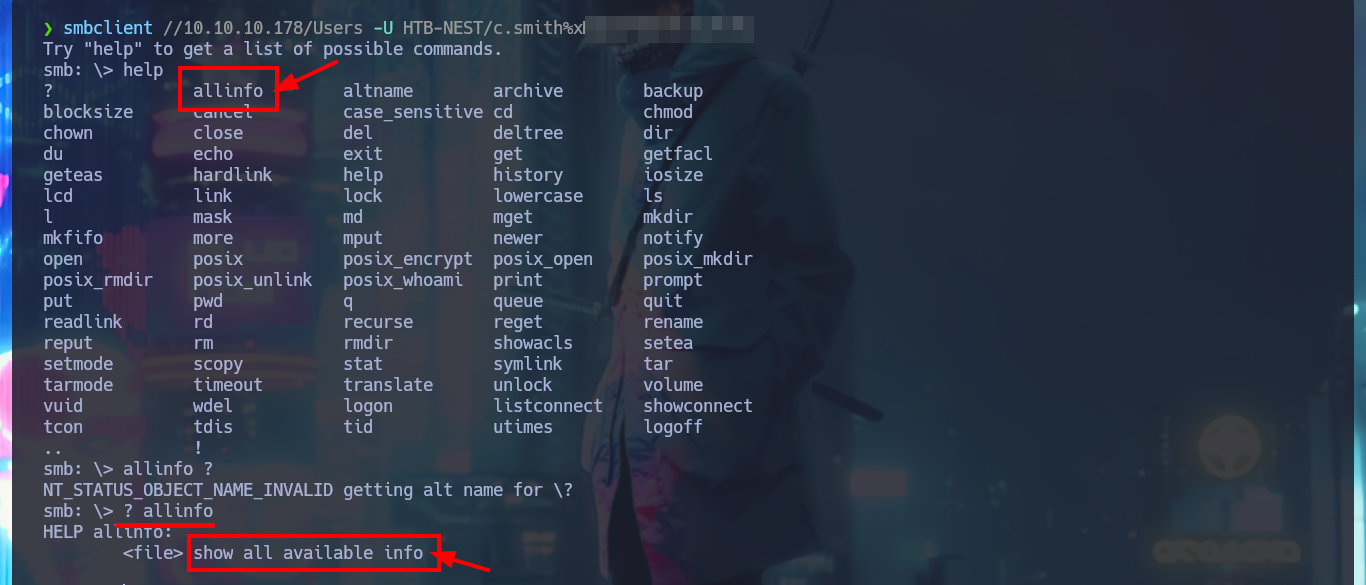 ❯ smbclient //10.10.10.178/Users -U HTB-NEST/c.smith%x
Try "help" to get a list of possible commands.
smb: \> help
? allinfo altname archive backup
blocksize cancel case_sensitive cd chmod
chown close del deltree dir
du echo exit get getfacl
geteas hardlink help history iosize
lcd link lock lowercase ls
l mask md mget mkdir
mkfifo more mput newer notify
open posix posix_encrypt posix_open posix_mkdir
posix_rmdir posix_unlink posix_whoami print prompt
put pwd q queue quit
readlink rd recurse reget rename
reput rm rmdir showacls setea
setmode scopy stat symlink tar
tarmode timeout translate unlock volume
vuid wdel logon listconnect showconnect
tcon tdis tid utimes logoff
.. !
smb: \> allinfo ?
NT_STATUS_OBJECT_NAME_INVALID getting alt name for \?
smb: \> ? allinfo
HELP allinfo:
<file> show all available info